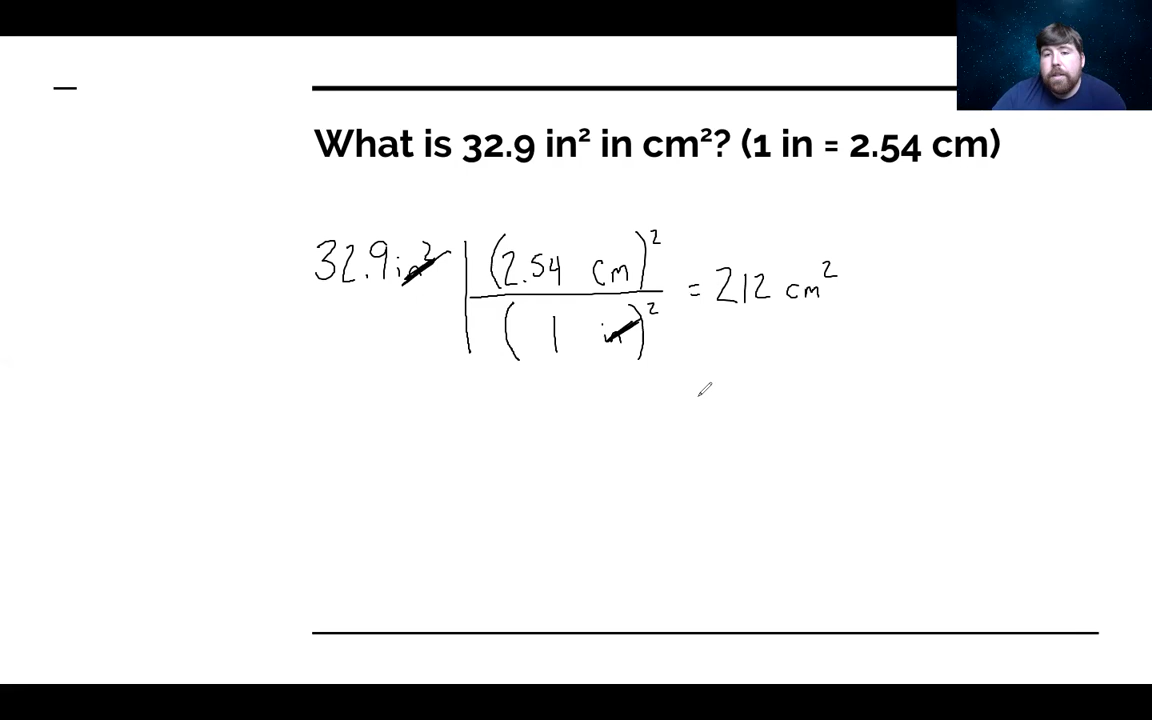 What is 32.9 in² in cm²? (1 in = 2.54 cm)
32.9 in² | (2.54 cm)² = 212 cm²
(1 in)²